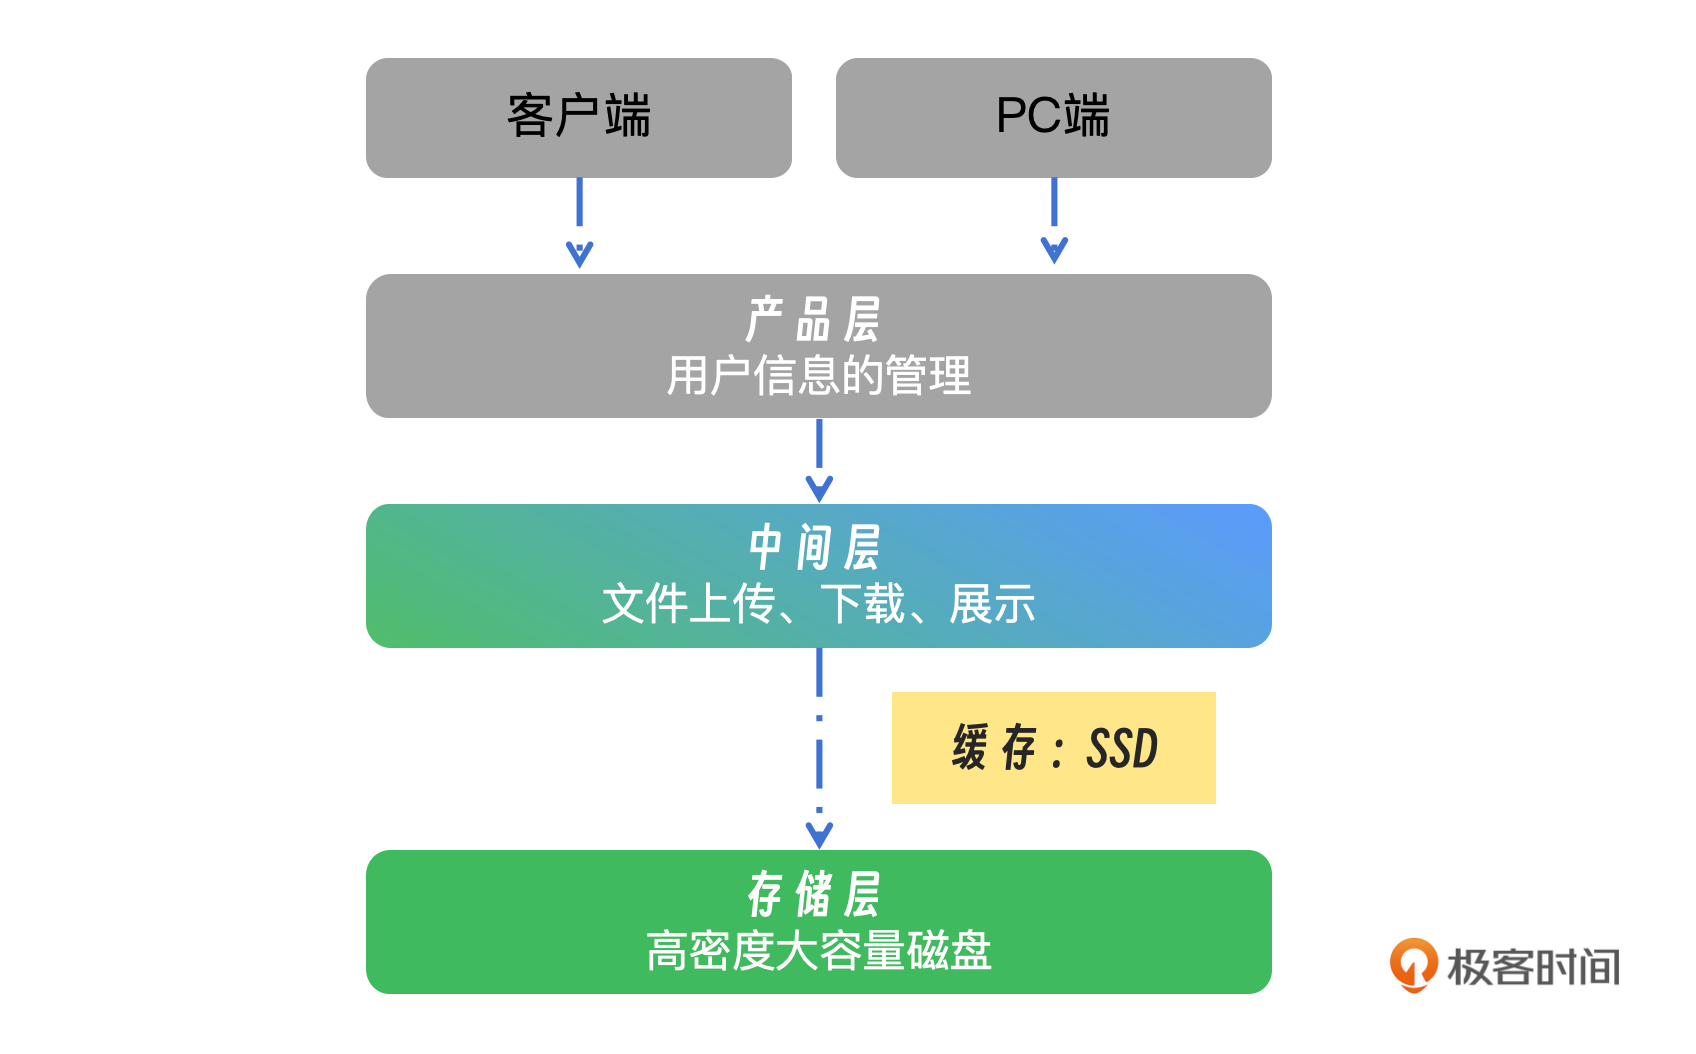 客户端
PC端
产品层
用户信息的管理
中间层
文件上传、下载、展示
缓存：SSD
存储层
高密度大容量磁盘
极客时间